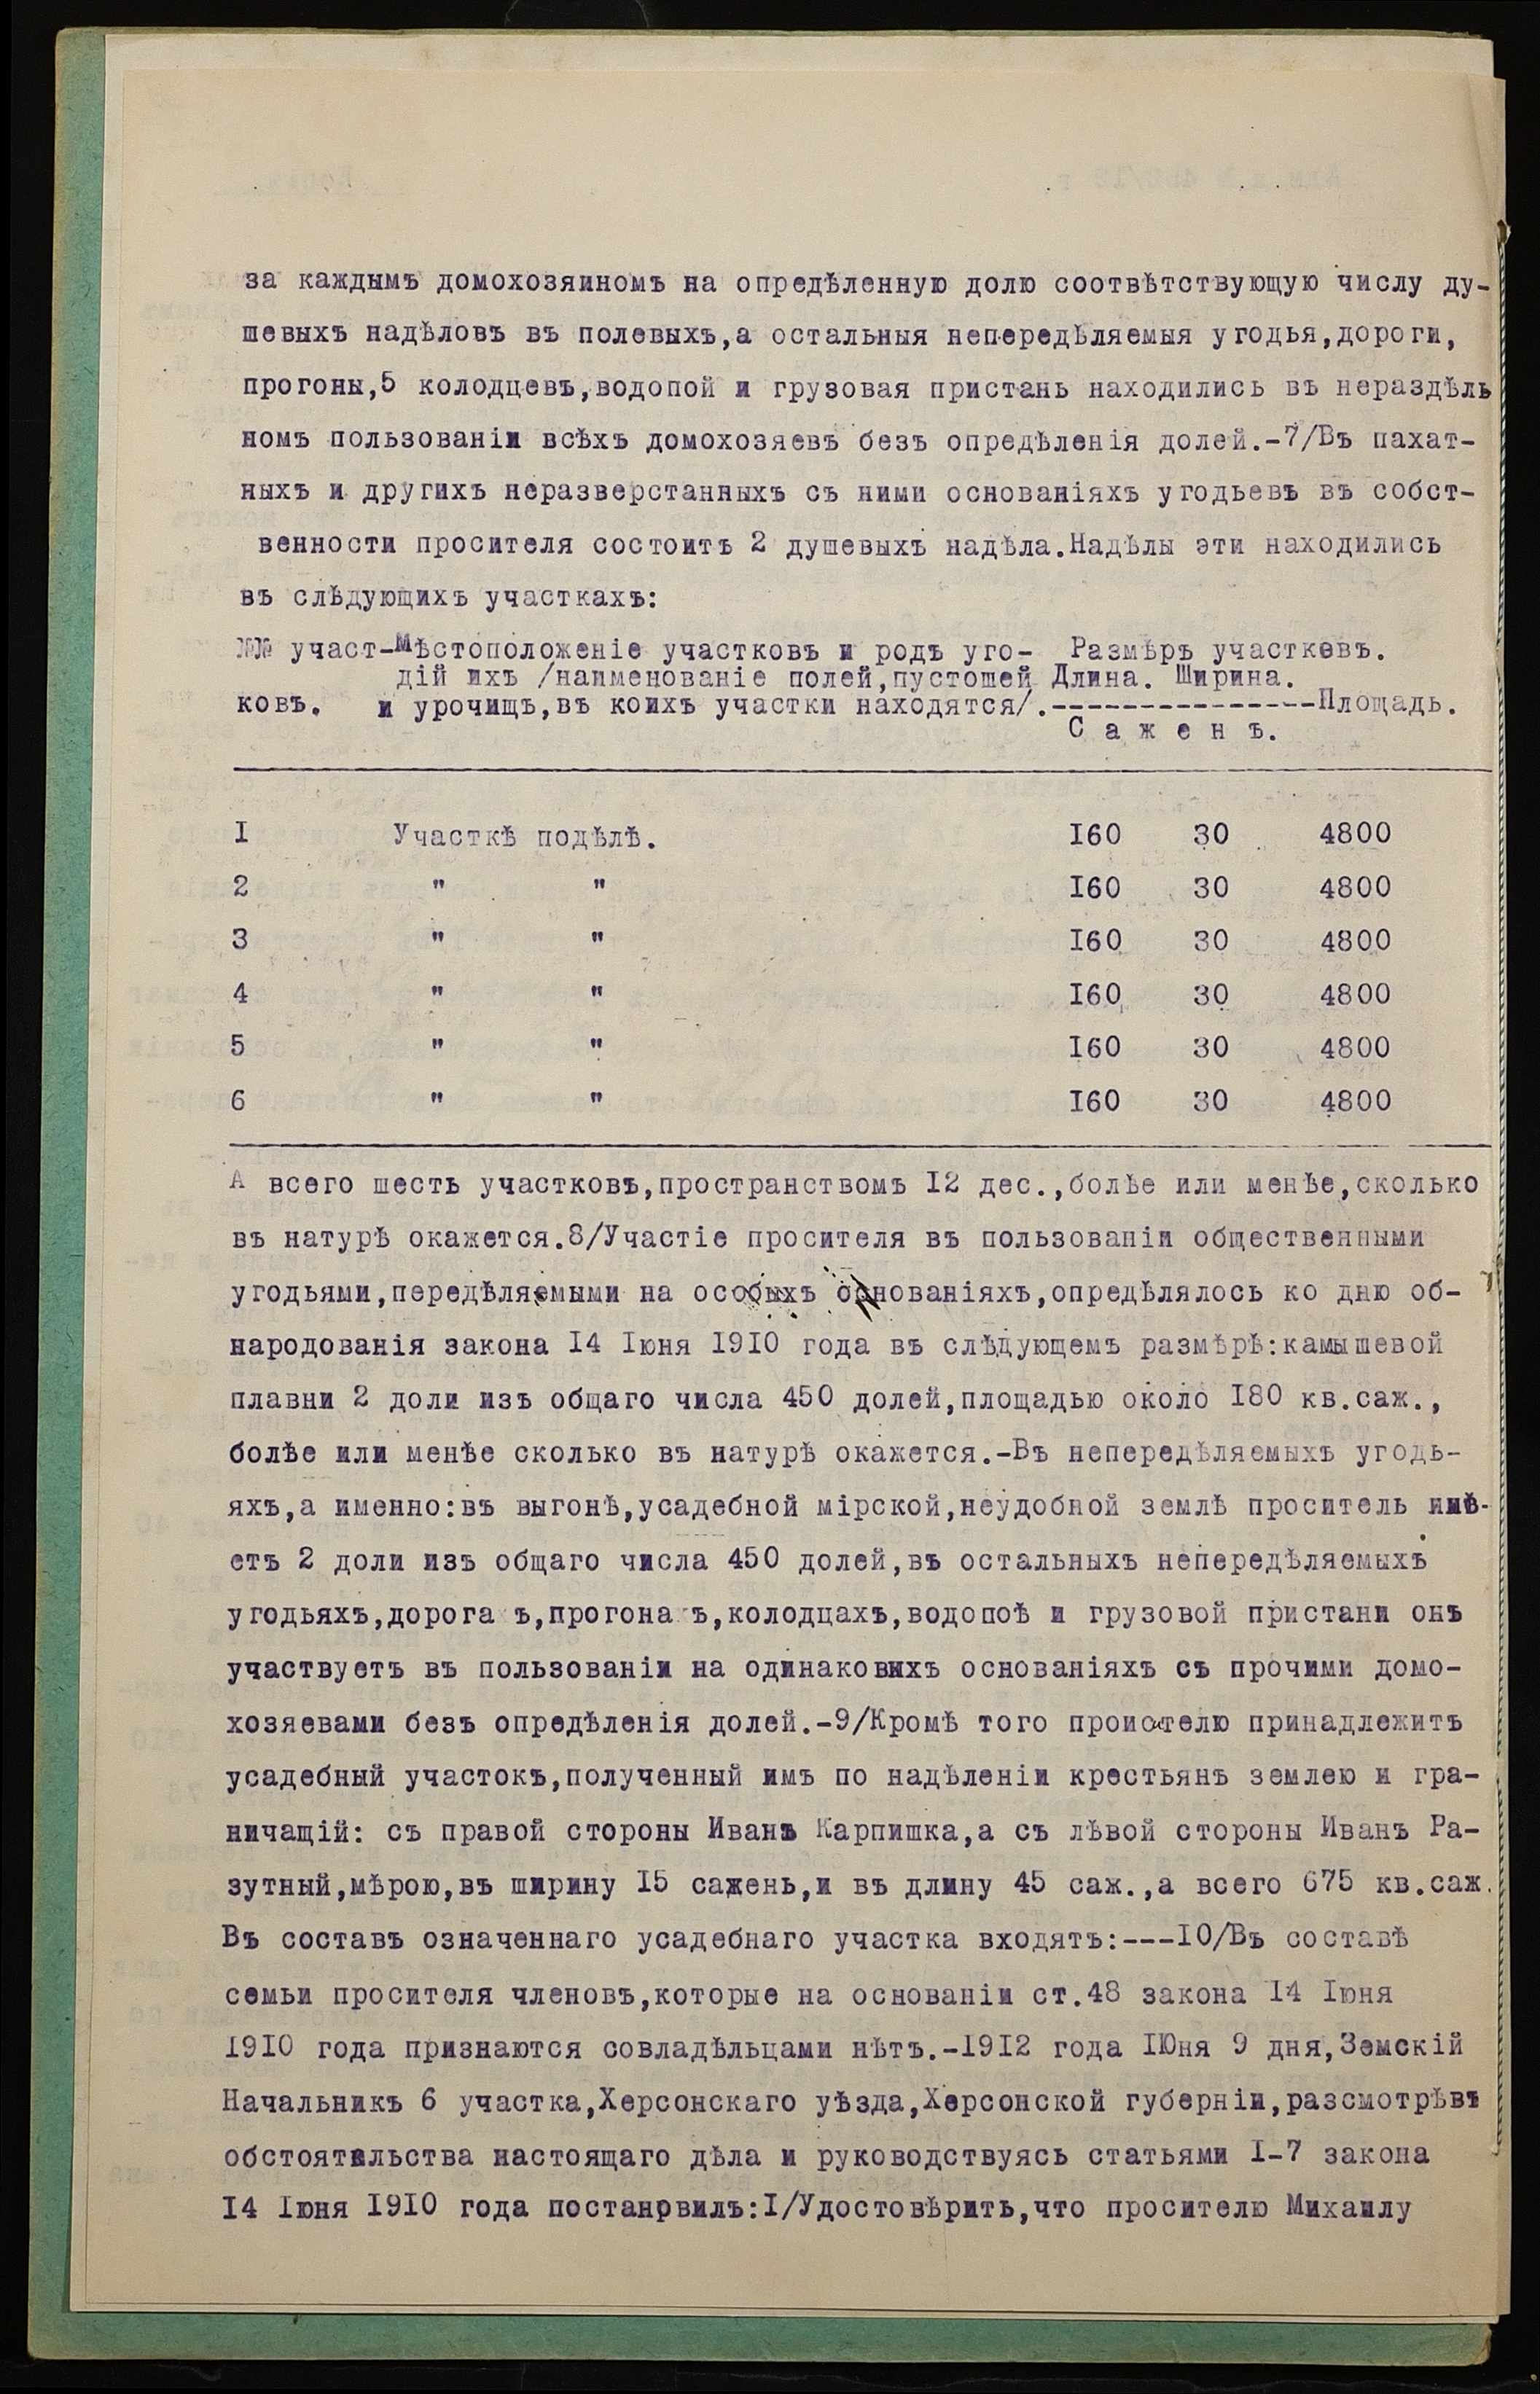 за каждымъ домохозяиномъ на опредѣленную долю соотвѣтствующую числу ду-
шевыхъ надѣловъ въ полевыхъ,а остальныя непередѣляемыя угодья,дороги,
прогоны,5 колодцевъ,водопой и грузовая пристань находились въ нераздѣль
номъ пользованіи всѣхъ домохозяевъ безъ опредѣленія долей.-7/Въ пахат-
ныхъ и другихъ неразверстанныхъ съ ними основаніяхъ угодьевъ въ собст-
венности просителя состоитъ 2 душевыхъ надѣла.Надѣлы эти находились
въ слѣдующихъ участкахъ:
№№ участ-Мѣстоположеніе участковъ и родъ уго- Размѣръ участковъ.
дій ихъ /наименованіе полей,пустошей Длина. Ширина.
ковъ. и урочищъ,въ коихъ участки находятся/.---------------Площадь.
С а ж е н ь.
I Участкѣ подѣлѣ. I60 30 4800
2 " " I60 30 4800
3 " " I60 30 4800
4 " " I60 30 4800
5 " " I60 30 4800
6 " " I60 30 4800
А всего шесть участковъ,пространствомъ I2 дес.,болѣе или менѣе,сколько
въ натурѣ окажется.8/Участіе просителя въ пользованіи общественными
угодьями,передѣляемыми на особыхъ основаніяхъ,опредѣлялось ко дню об-
народованія закона I4 Iюня I9I0 года въ слѣдующемъ размѣрѣ:камышевой
плавни 2 доли изъ общаго числа 450 долей,площадью около I80 кв.саж.,
болѣе или менѣе сколько въ натурѣ окажется.-Въ непередѣляемыхъ угодь-
яхъ,а именно:въ выгонѣ,усадебной мірской,неудобной землѣ проситель имѣ-
етъ 2 доли изъ общаго числа 450 долей,въ остальныхъ непередѣляемыхъ
угодьяхъ,дорога ъ,прогона ъ,колодцахъ,водопоѣ и грузовой пристани онъ
участвуетъ въ пользованіи на одинаковыхъ основаніяхъ съ прочими домо-
хозяевами безъ опредѣленія долей.-9/Кромѣ того происителю принадлежитъ
усадебный участокъ,полученный имъ по надѣленіи крестьянъ землею и гра-
ничащій: съ правой стороны Иванъ Карпишка,а съ лѣвой стороны Иванъ Ра-
зутный,мѣрою,въ ширину I5 сажень,и въ длину 45 саж.,а всего 675 кв.саж.
Въ составъ означеннаго усадебнаго участка входятъ:---I0/Въ составѣ
семьи просителя членовъ,которые на основаніи ст.48 закона I4 Iюня
I9I0 года признаются совладѣльцами нѣтъ.-I9I2 года IЮня 9 дня,Земскій
Начальникъ 6 участка,Херсонскаго уѣзда,Херсонской губерніи,разсмотрѣвъ
обстоятельства настоящаго дѣла и руководствуясь статьями I-7 закона
I4 Iюня I9I0 года постановилъ:I/Удостовѣрить,что просителю Михаилу